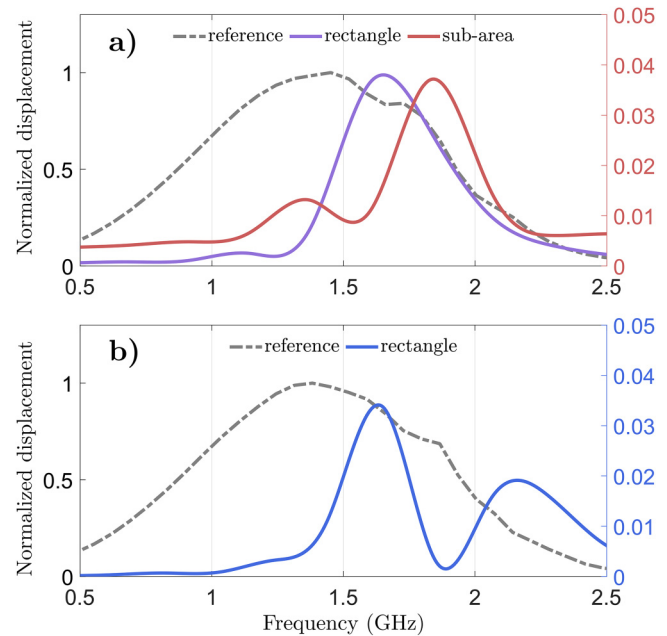 a)
reference rectangle sub-area
Normalized displacement
1
0.5
0
0.05
0.04
0.03
0.02
0.01
0
0.5 1 1.5 2 2.5
b)
reference rectangle
Normalized displacement
1
0.5
0
0.05
0.04
0.03
0.02
0.01
0
0.5 1 1.5 2 2.5
Frequency (GHz)